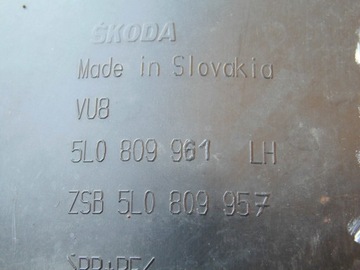 ŠKODA
Made in Slovakia
VU8
5L0 809 961 LH
ZSB 5L0 809 957